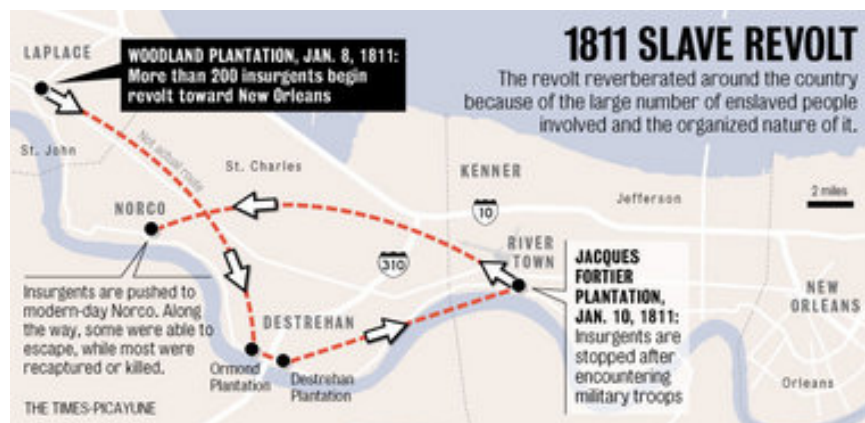 1811 SLAVE REVOLT
The revolt reverberated around the country
because of the large number of enslaved people
involved and the organized nature of it.
LAPLACE
WOODLAND PLANTATION, JAN. 8, 1811:
More than 200 insurgents begin
revolt toward New Orleans
Not actual route
St. John
St. Charles
KENNER
Jefferson
2 miles
NORCO
10
310
RIVER
TOWN
JACQUES
FORTIER
PLANTATION,
JAN. 10, 1811:
Insurgents are
stopped after
encountering
military troops
NEW
ORLEANS
Orleans
Insurgents are pushed to
modern-day Norco. Along
the way, some were able to
escape, while most were
recaptured or killed.
DESTREHAN
Ormond
Plantation
Destrehan
Plantation
THE TIMES-PICAYUNE